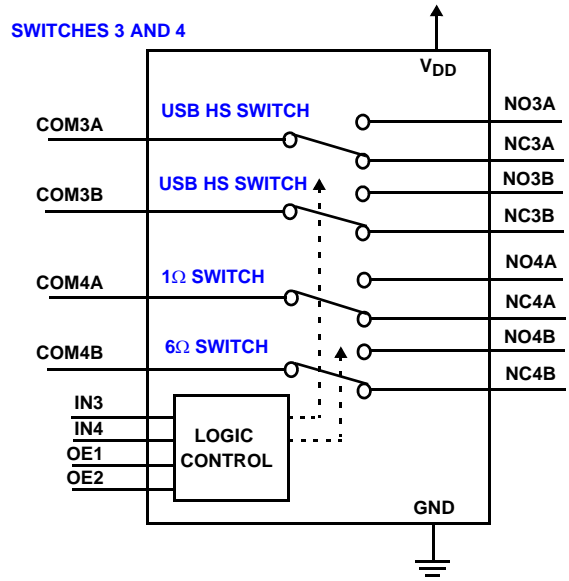 SWITCHES 3 AND 4
VDD
USB HS SWITCH
NO3A
COM3A
NC3A
USB HS SWITCH
NO3B
COM3B
NC3B
1Ω SWITCH
NO4A
COM4A
NC4A
6Ω SWITCH
NO4B
COM4B
NC4B
IN3
IN4
OE1
OE2
LOGIC
CONTROL
GND